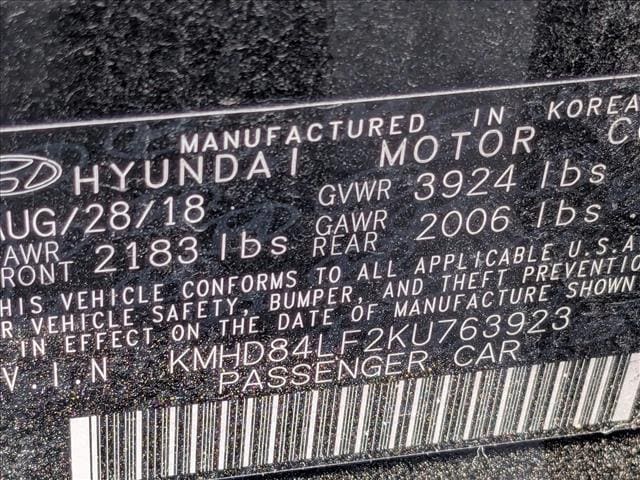 MANUFACTURED IN KOREA
HYUNDAI MOTOR C
AUG/28/18 GVWR 3924 lbs
GAWR FRONT 2183 lbs GAWR REAR 2006 lbs
THIS VEHICLE CONFORMS TO ALL APPLICABLE U.S.A
R VEHICLE SAFETY, BUMPER, AND THEFT PREVENTIO
IN EFFECT ON THE DATE OF MANUFACTURE SHOWN
V.I.N KMHD84LF2KU763923
PASSENGER CAR